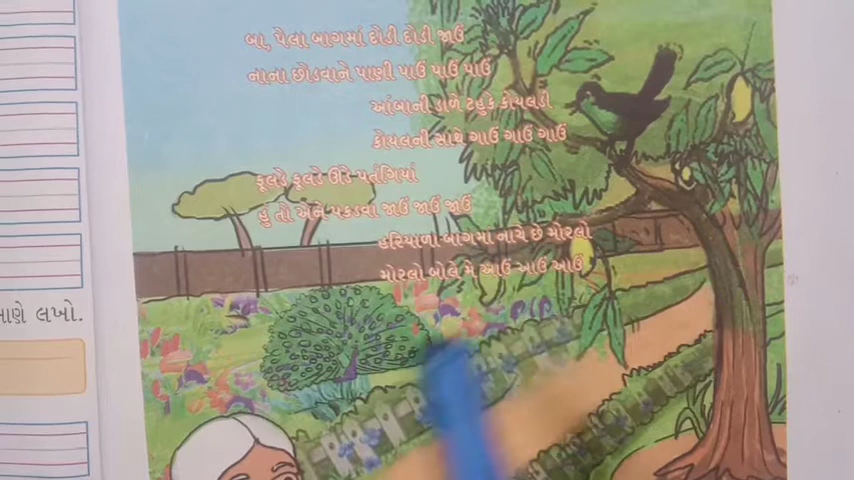 બા, પેલા બાગમાં દોડી દોડી જાઉં
નાના છોડવાને પાણી પાઉં પાઉં પાઉં
આંબાની ડાળે ટહુકે કોયલડી
કોયલની સાથે ગાઉં ગાઉં ગાઉં
ફૂલડે ફૂલડે ઊડે પતંગિયાં
હું તો એને પકડવા જાઉં જાઉં જાઉં
હરિયાળા બાગમાં નાચે છે મોરલો
મોરલો બોલે મે આઉ આઉ આઉ
લખો.